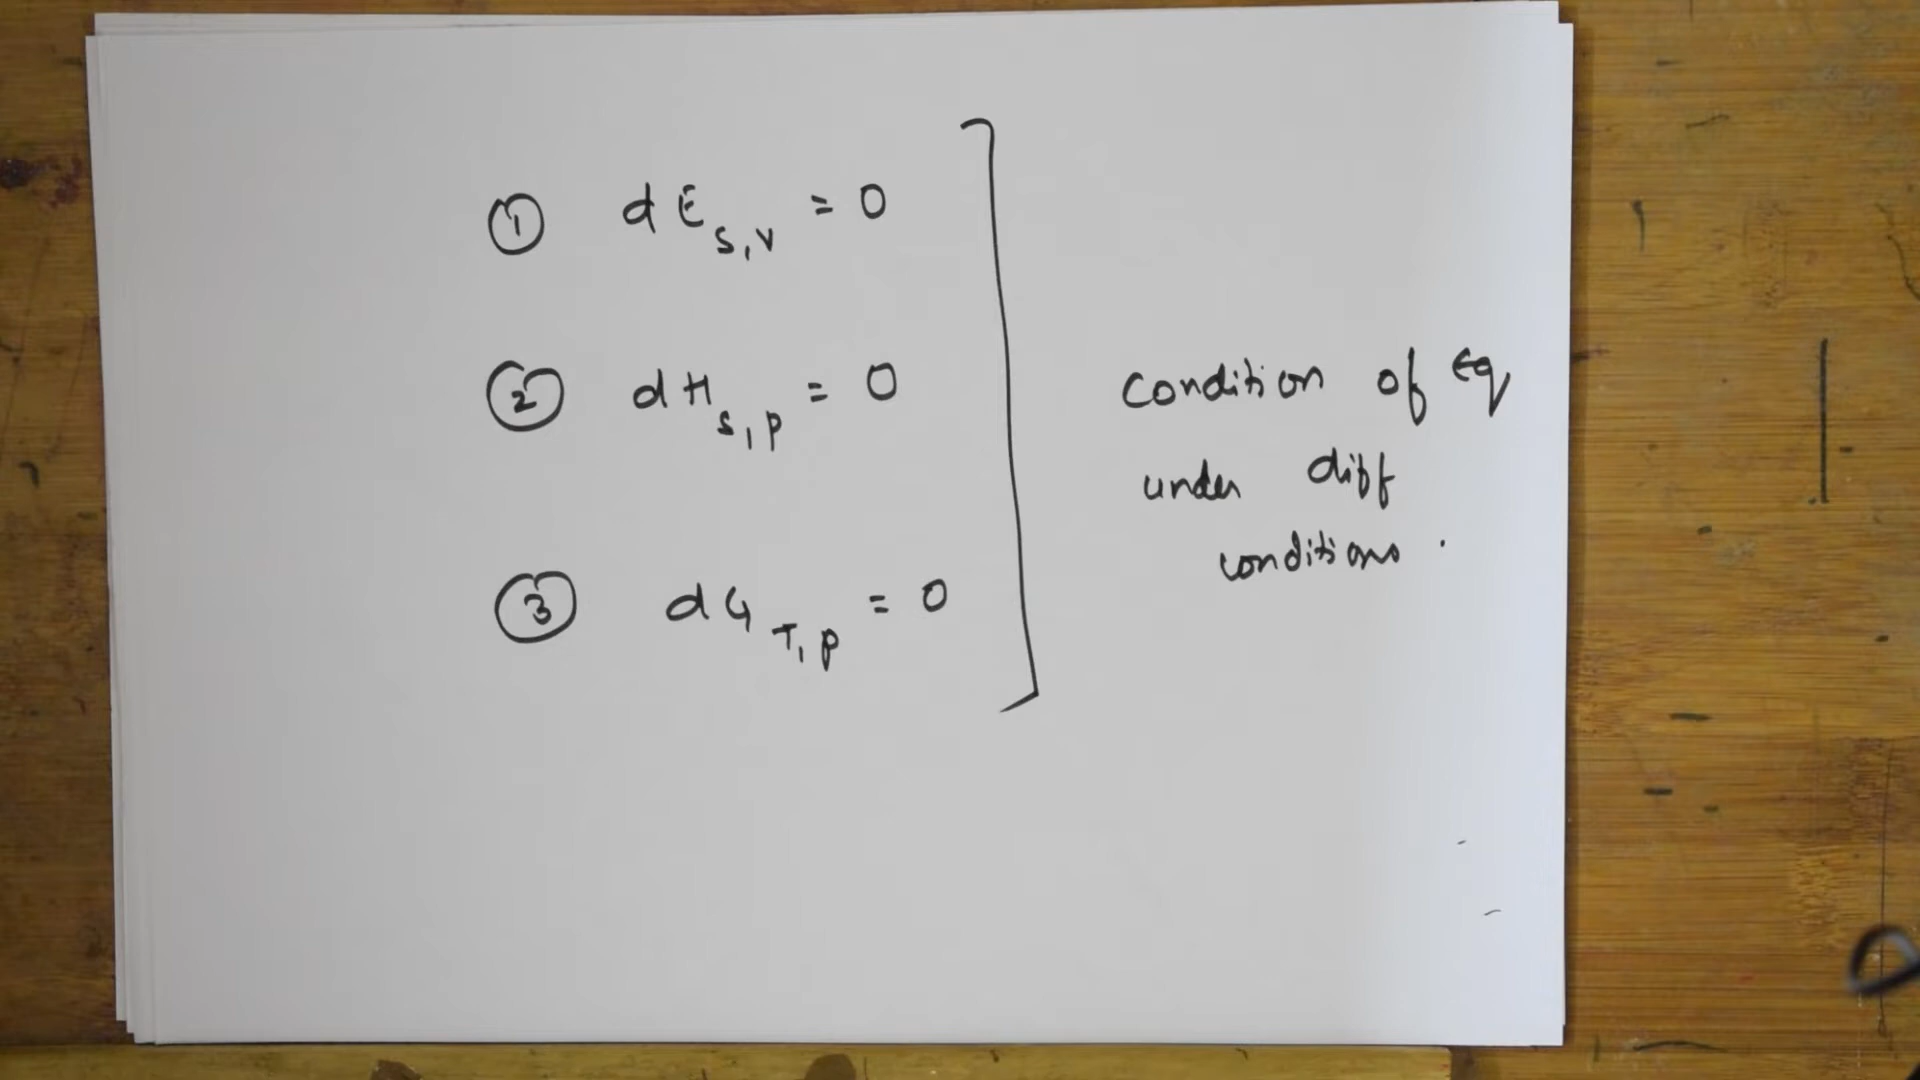 ① dE S,V = 0
② dH S,P = 0
③ dG T,P = 0
Condition of Eq
under diff
conditions.